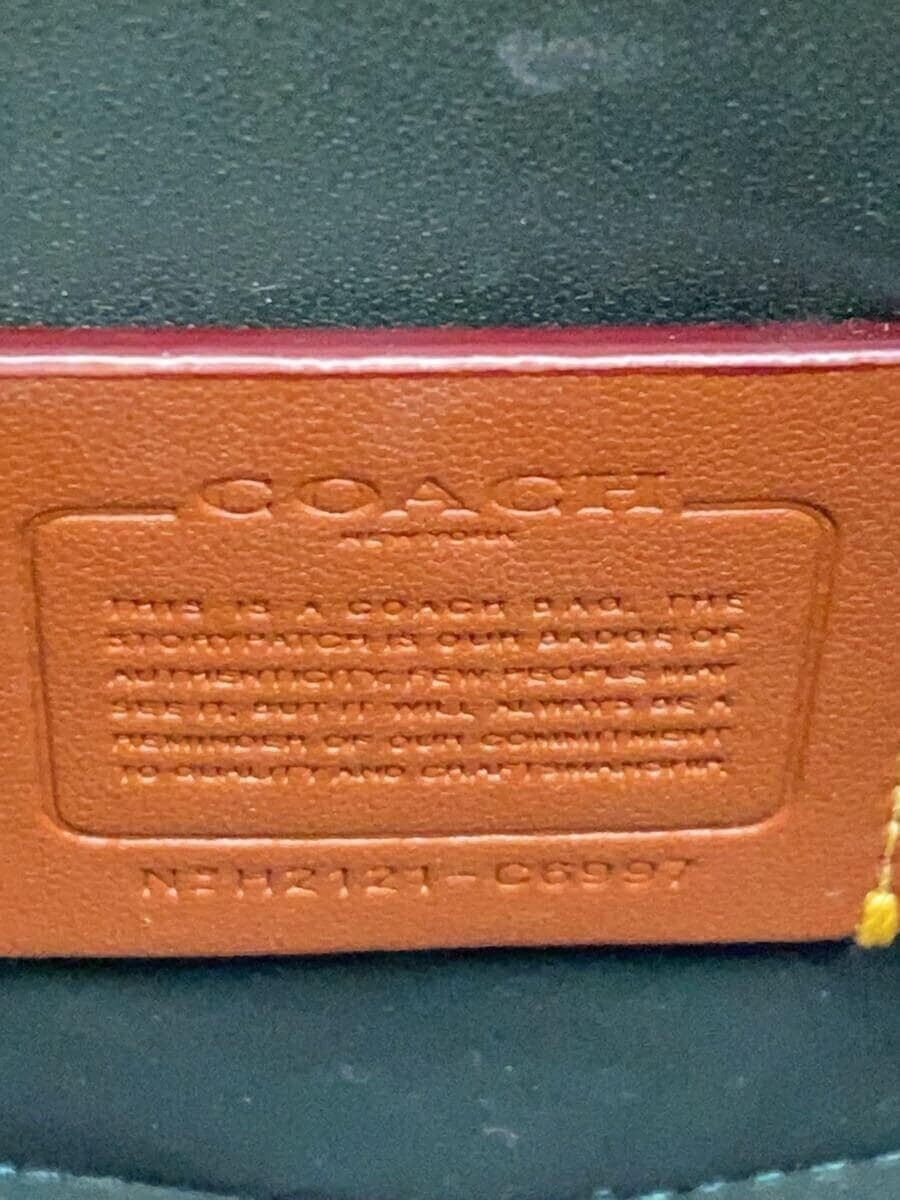 COACH
NEW YORK
THIS IS A COACH BAG. THE
STORYPATCH IS OUR BADGE OF
AUTHENTICITY. FEW PEOPLE MAY
SEE IT, BUT IT WILL ALWAYS BE A
REMINDER OF OUR COMMITMENT
TO QUALITY AND CRAFTSMANSHIP.
Nº H2121-C6997